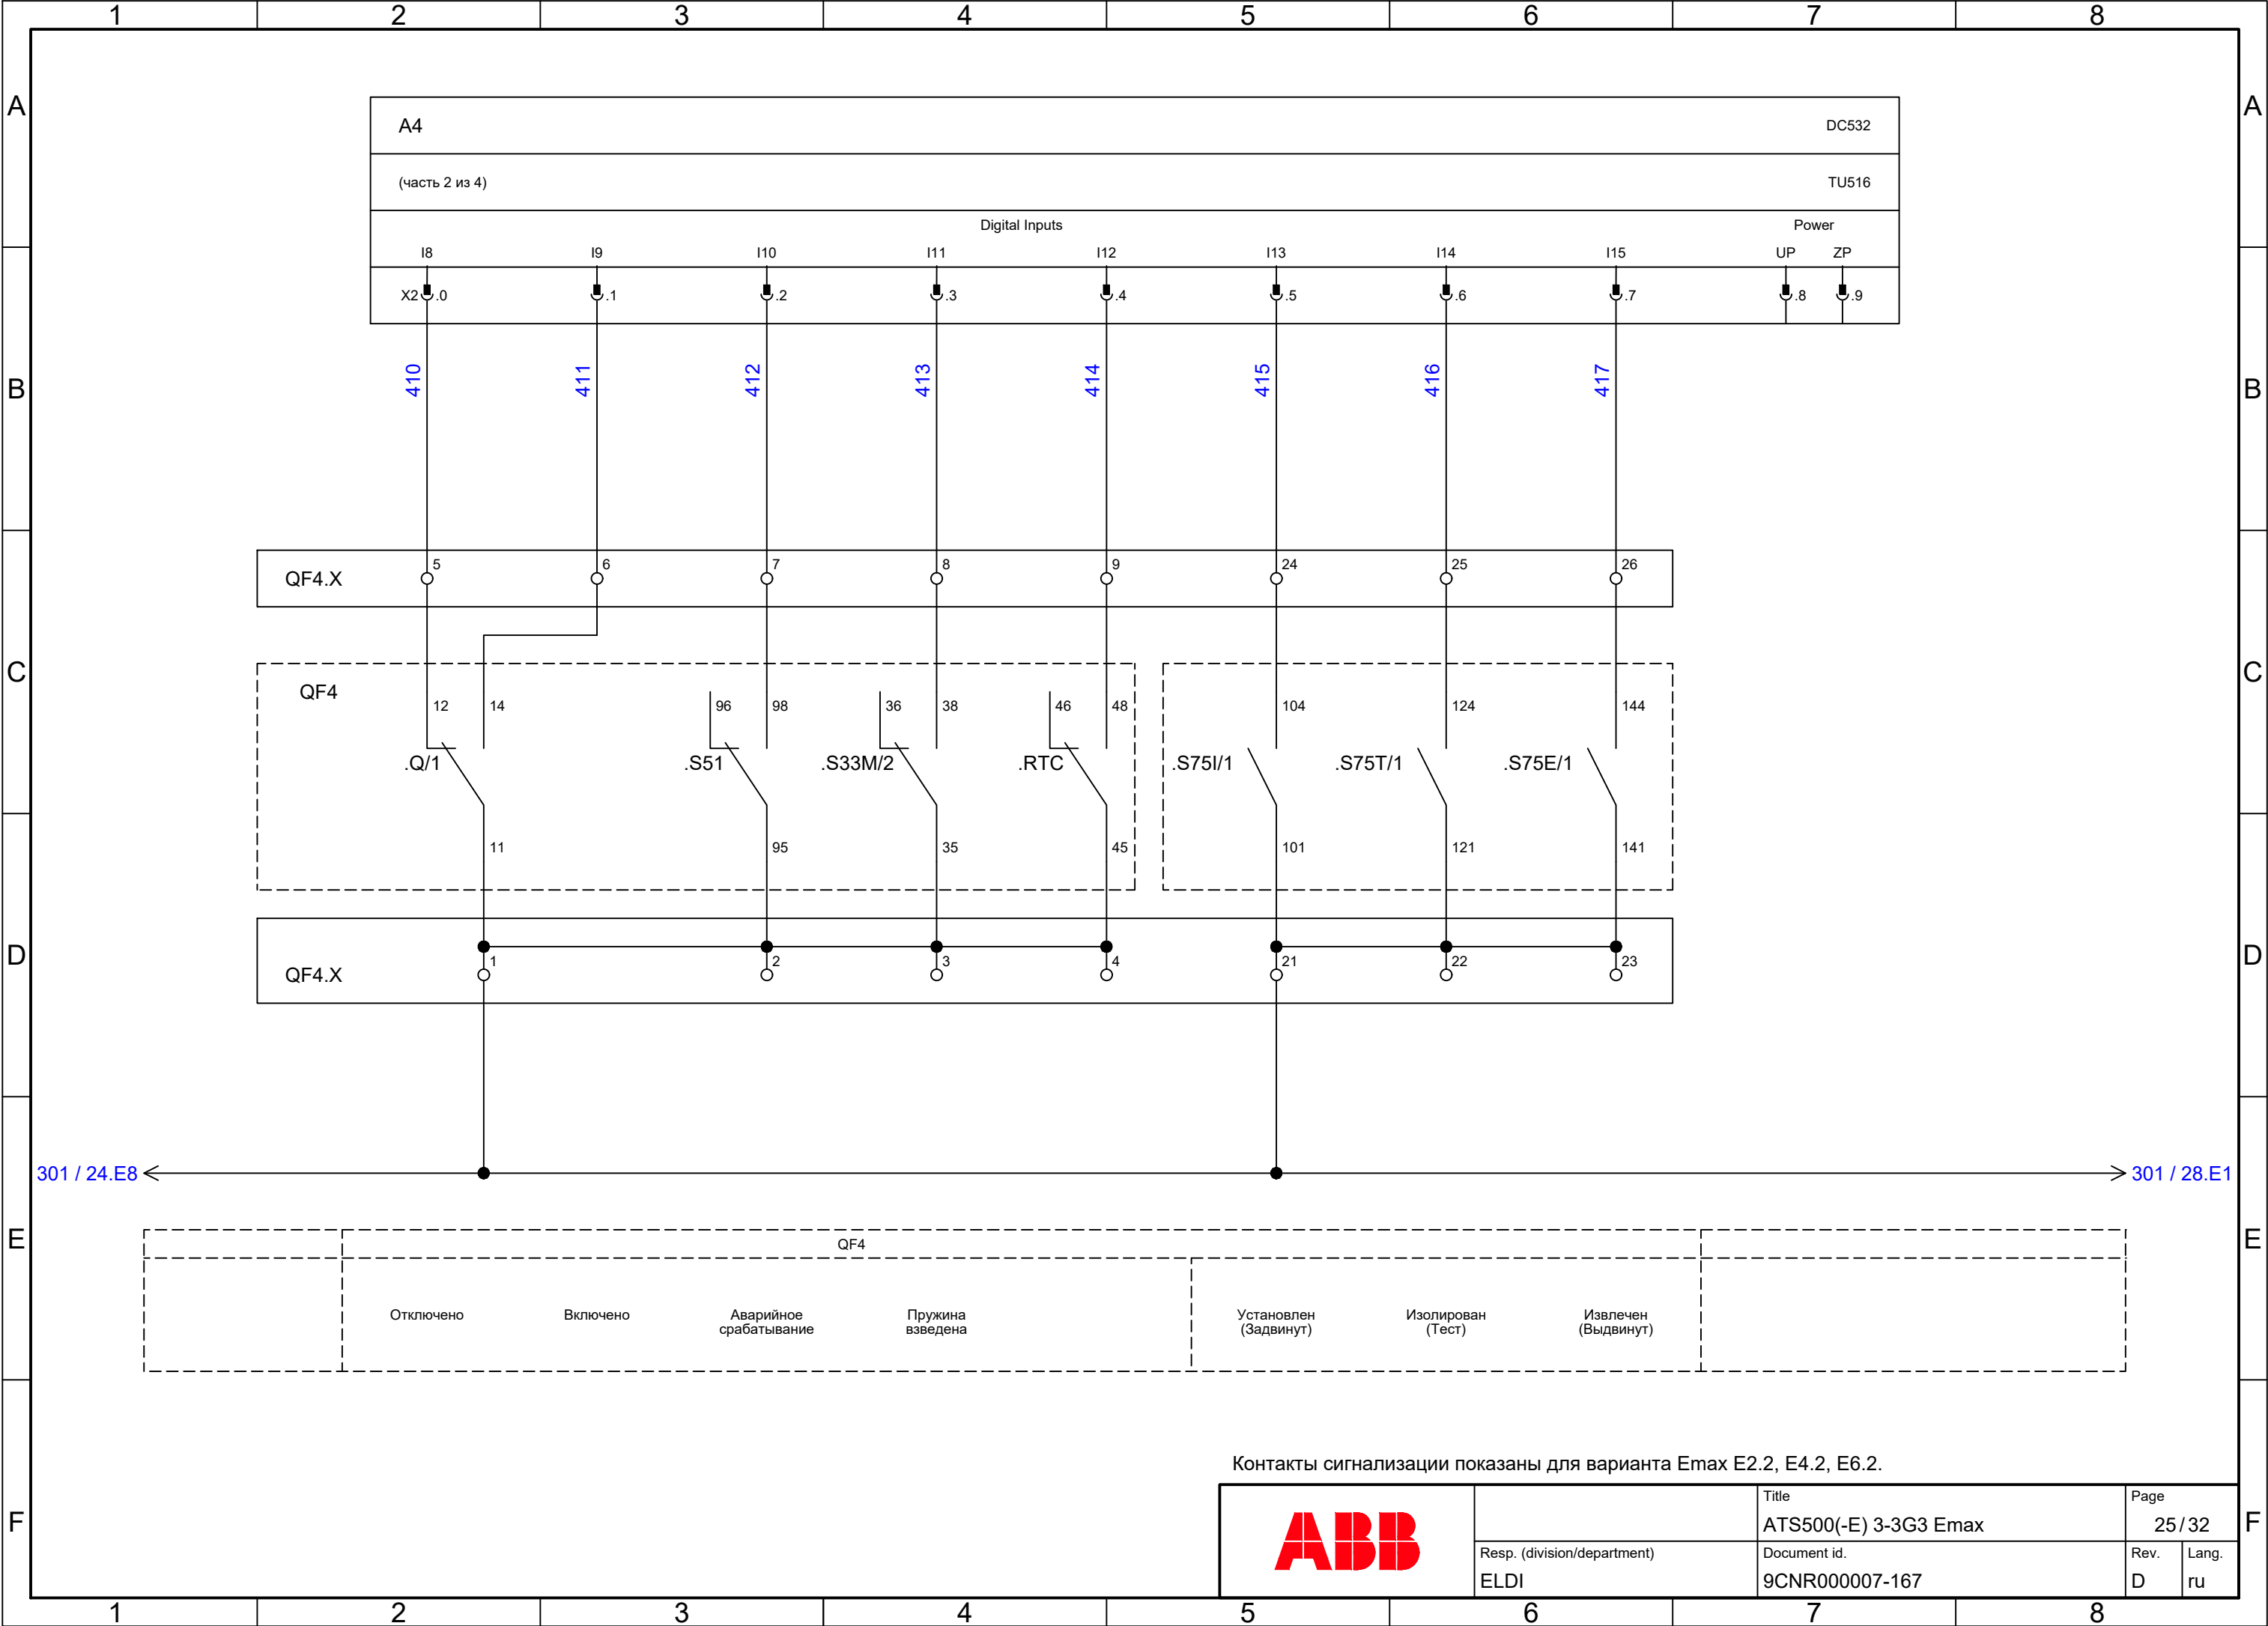 1 2 3 4 5 6 7 8
A A
A4 DC532
(часть 2 из 4) TU516
Digital Inputs Power
I8 I9 I10 I11 I12 I13 I14 I15 UP ZP
X2 .0 .1 .2 .3 .4 .5 .6 .7 .8 .9
410 411 412 413 414 415 416 417
B B
QF4.X 5 6 7 8 9 24 25 26
C C
QF4
12 14 96 98 36 38 46 48 104 124 144
.Q/1 .S51 .S33M/2 .RTC .S75I/1 .S75T/1 .S75E/1
11 95 35 45 101 121 141
D D
QF4.X 1 2 3 4 21 22 23
301 / 24.E8 301 / 28.E1
E E
QF4
Отключено Включено Аварийное Пружина Установлен Изолирован Извлечен
срабатывание взведена (Задвинут) (Тест) (Выдвинут)
Контакты сигнализации показаны для варианта Emax E2.2, E4.2, E6.2.
F F
ABB
Title Page
ATS500(-E) 3-3G3 Emax 25/32
Resp. (division/department) Document id. Rev. Lang.
ELDI 9CNR000007-167 D ru
1 2 3 4 5 6 7 8